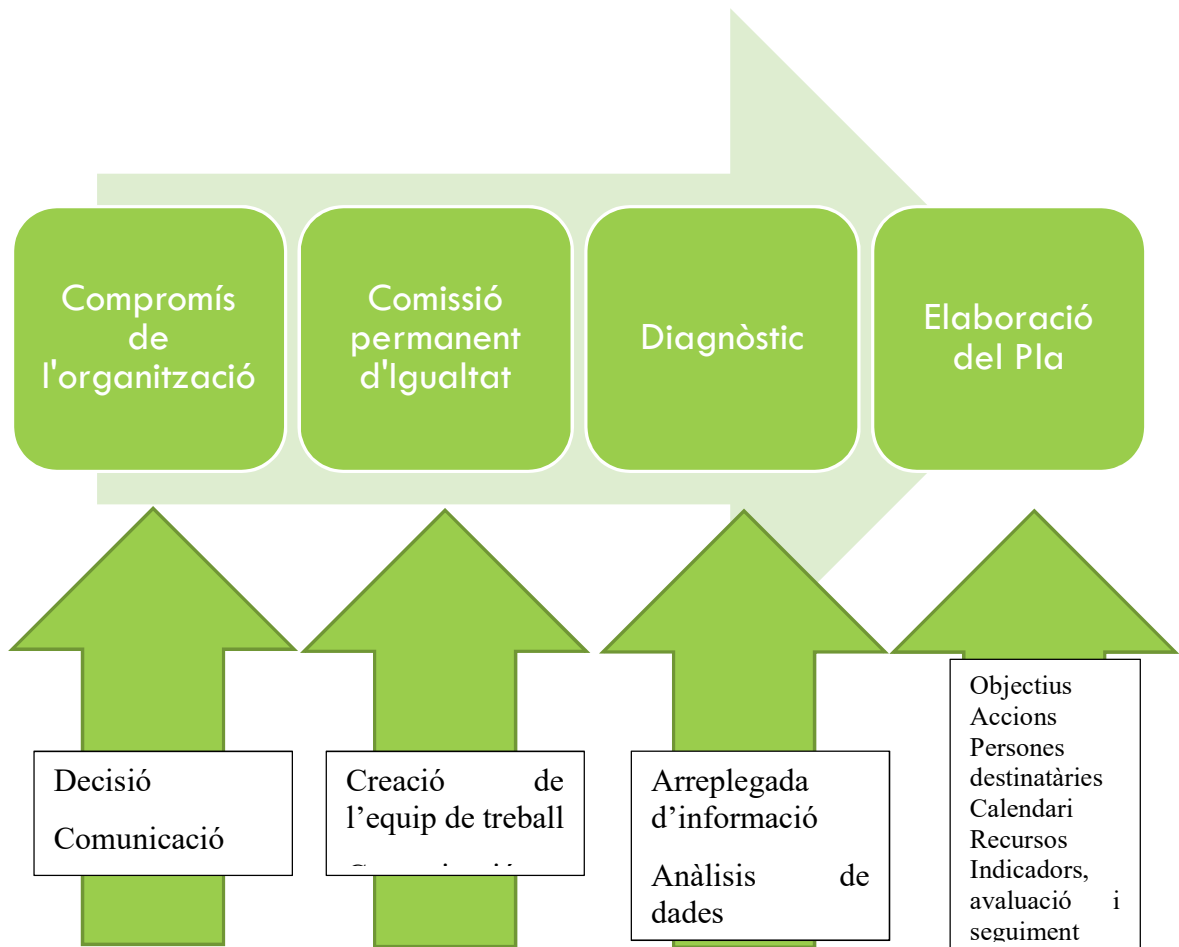 Compromís
de
l'organització
Comissió
permanent
d'Igualtat
Diagnòstic
Elaboració
del Pla
Decisió
Comunicació
Creació de
l’equip de treball
Arreplegada
d’informació
Anàlisis de
dades
Objectius
Accions
Persones
destinatàries
Calendari
Recursos
Indicadors,
avaluació i
seguiment